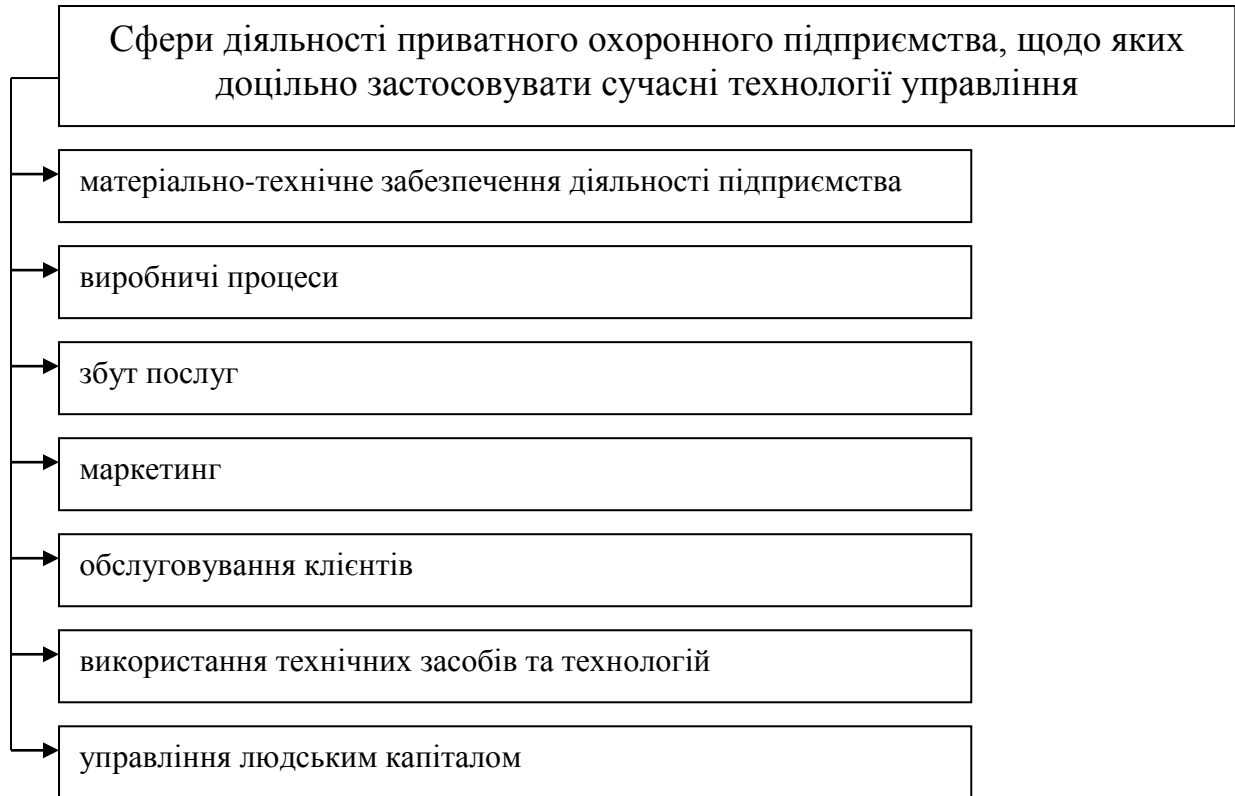 Сфери діяльності приватного охоронного підприємства, щодо яких
доцільно застосовувати сучасні технології управління
матеріально-технічне забезпечення діяльності підприємства
виробничі процеси
збут послуг
маркетинг
обслуговування клієнтів
використання технічних засобів та технологій
управління людським капіталом